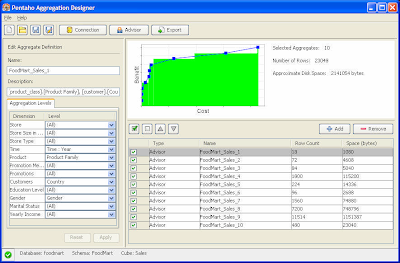 Pentaho Aggregation Designer
File Help
Connection Advisor Export
Edit Aggregate Definition
Name:
FoodMart_Sales_1
Description:
product_class].[Product Family], [customer].[Cou
Aggregation Levels
Dimension Level
Store (All)
Store Size in ... (All)
Store Type (All)
Time Time : Year
Product Product Family
Promotion Me... (All)
Promotions (All)
Customers Country
Education Level (All)
Gender Gender
Marital Status (All)
Yearly Income (All)
Reset Apply
Benefit
Cost
Selected Aggregates: 10
Number of Rows: 23048
Approximate Disk Space: 2141054 bytes
Add Remove
Type Name Row Count Space (bytes)
Advisor FoodMart_Sales_1 18
Advisor FoodMart_Sales_2 72 4608
Advisor FoodMart_Sales_3 84 5040
Advisor FoodMart_Sales_4 1800 115200
Advisor FoodMart_Sales_5 224 14336
Advisor FoodMart_Sales_6 96 2698
Advisor FoodMart_Sales_7 1560 74880
Advisor FoodMart_Sales_8 7200 748796
Advisor FoodMart_Sales_9 11514 1151387
Advisor FoodMart_Sales_10 480 23040
Database: foodmart Schema: FoodMart Cube: Sales